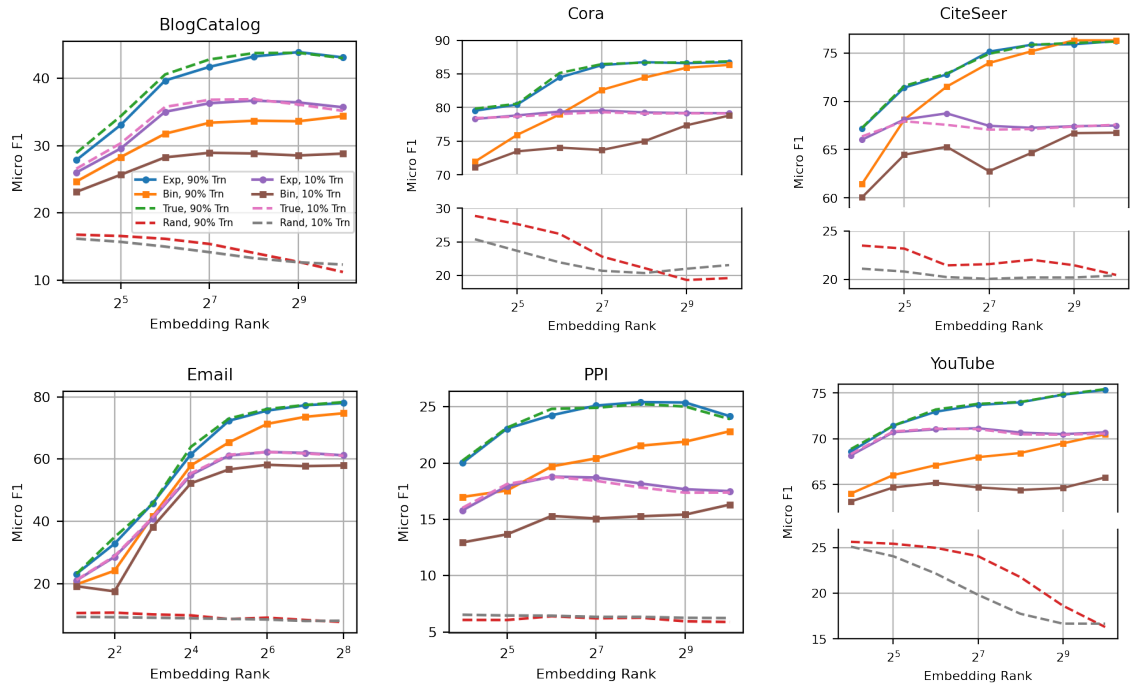 BlogCatalog
Micro F1
40
30
20
10
2^5
2^7
2^9
Embedding Rank
Exp, 90% Trn
Bin, 90% Trn
True, 90% Trn
Rand, 90% Trn
Exp, 10% Trn
Bin, 10% Trn
True, 10% Trn
Rand, 10% Trn
Cora
Micro F1
90
85
80
75
70
30
25
20
2^5
2^7
2^9
Embedding Rank
CiteSeer
Micro F1
75
70
65
60
25
20
2^5
2^7
2^9
Embedding Rank
Email
Micro F1
80
60
40
20
2^2
2^4
2^6
2^8
Embedding Rank
PPI
Micro F1
25
20
15
10
5
2^5
2^7
2^9
Embedding Rank
YouTube
Micro F1
75
70
65
25
20
15
2^5
2^7
2^9
Embedding Rank